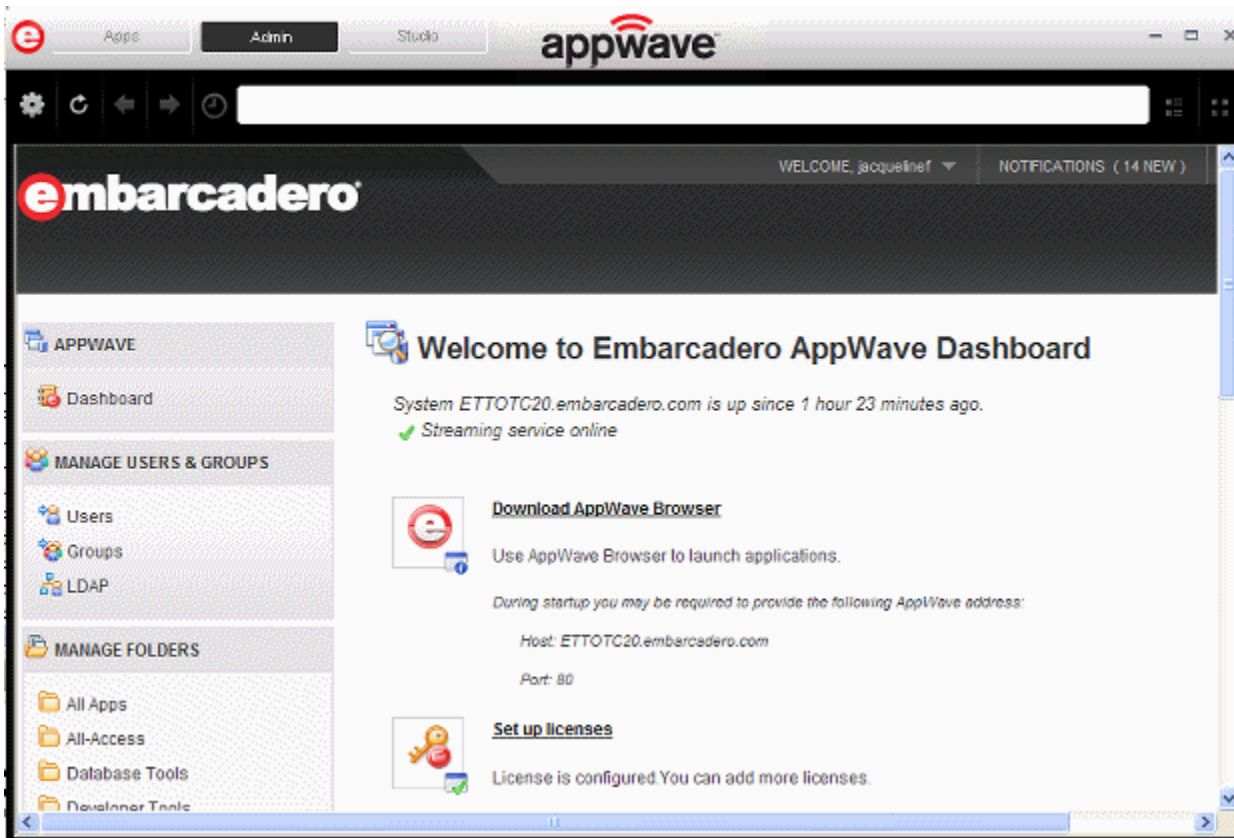 e Apps Admin Studio appwave
WELCOME, jacquelinef NOTIFICATIONS ( 14 NEW )
embarcadero
APPWAVE
Dashboard
MANAGE USERS & GROUPS
Users
Groups
LDAP
MANAGE FOLDERS
All Apps
All-Access
Database Tools
Developer Tools
Welcome to Embarcadero AppWave Dashboard
System ETTOTC20.embarcadero.com is up since 1 hour 23 minutes ago.
Streaming service online
Download AppWave Browser
Use AppWave Browser to launch applications.
During startup you may be required to provide the following AppWave address:
Host: ETTOTC20.embarcadero.com
Port: 80
Set up licenses
License is configured.You can add more licenses.